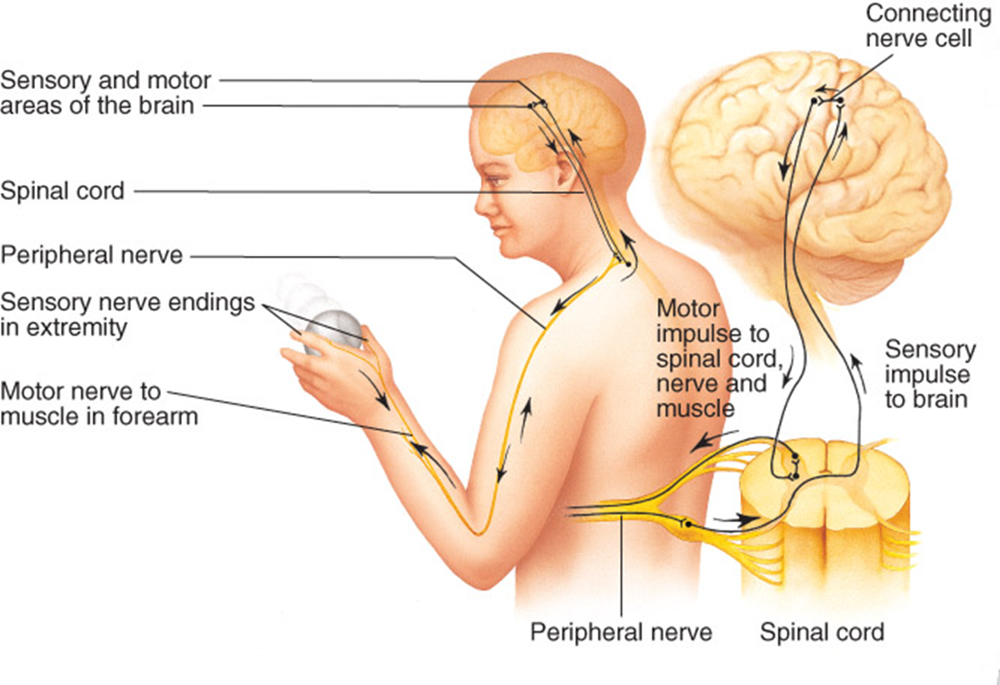 Connecting
nerve cell
Sensory and motor
areas of the brain
Spinal cord
Peripheral nerve
Sensory nerve endings
in extremity
Motor nerve to
muscle in forearm
Motor
impulse to
spinal cord,
nerve and
muscle
Sensory
impulse
to brain
Peripheral nerve
Spinal cord